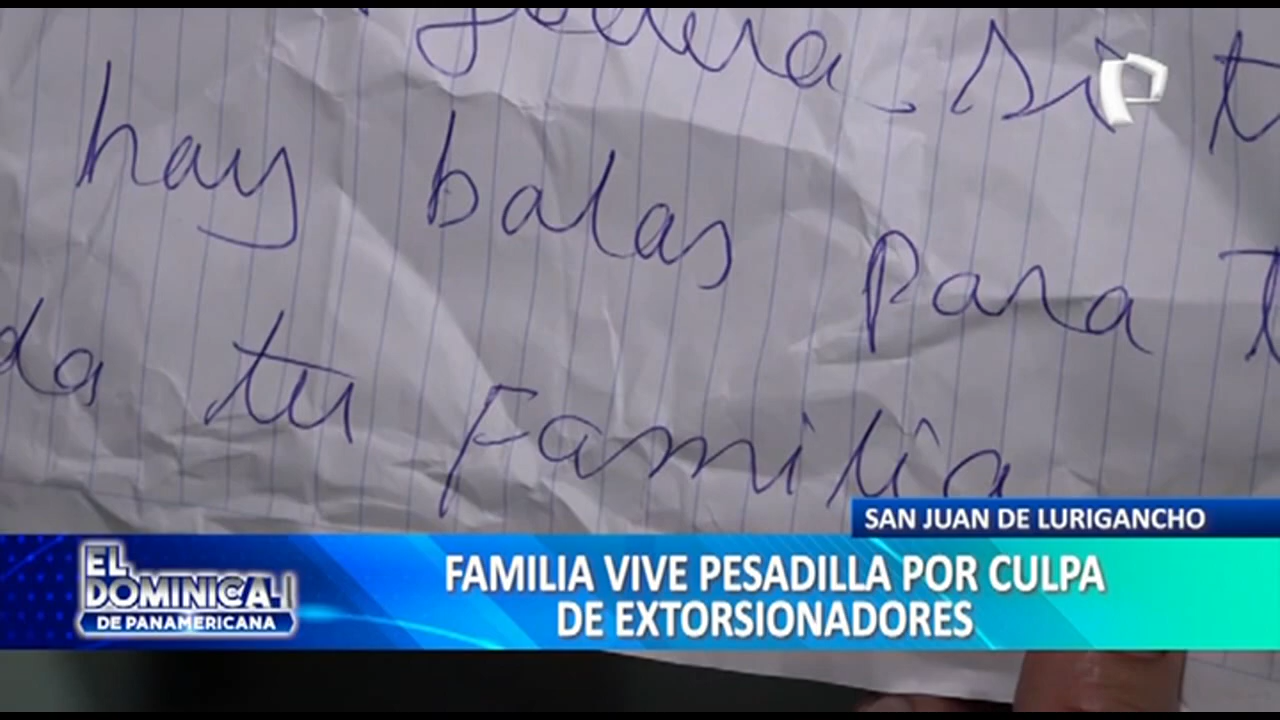 si t
hay balas para t
da tu Familia
SAN JUAN DE LURIGANCHO
EL
DOMINICAL
DE PANAMERICANA
FAMILIA VIVE PESADILLA POR CULPA
DE EXTORSIONADORES